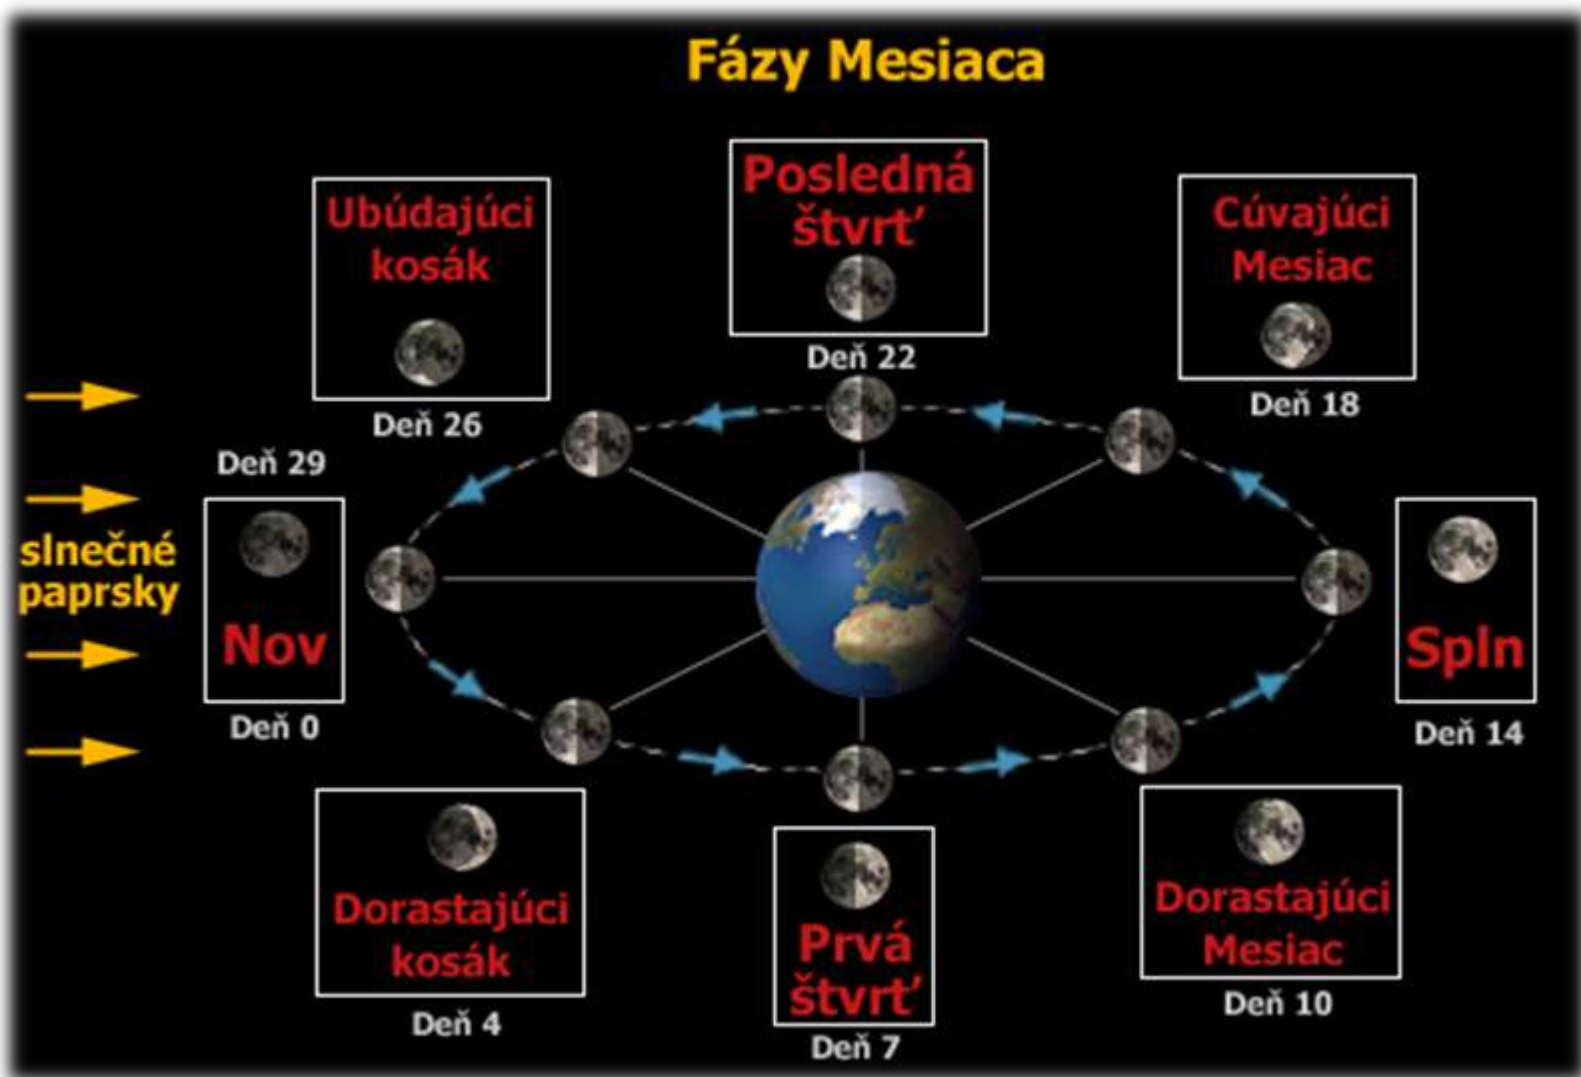 Fázy Mesiaca
Ubúdajúci
kosák
Deň 26
Posledná
štvrť
Deň 22
Cúvajúci
Mesiac
Deň 18
Deň 29
slnečné
paprsky
Nov
Deň 0
Spln
Deň 14
Dorastajúci
kosák
Deň 4
Prvá
štvrť
Deň 7
Dorastajúci
Mesiac
Deň 10